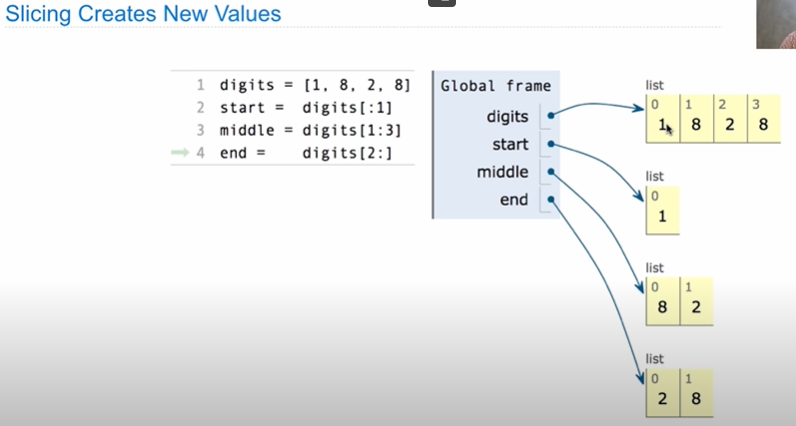 Slicing Creates New Values
1 digits = [1, 8, 2, 8]
2 start = digits[:1]
3 middle = digits[1:3]
4 end = digits[2:]
Global frame
digits
start
middle
end
list
0 1 2 3
1 8 2 8
list
0
1
list
0 1
8 2
list
0 1
2 8